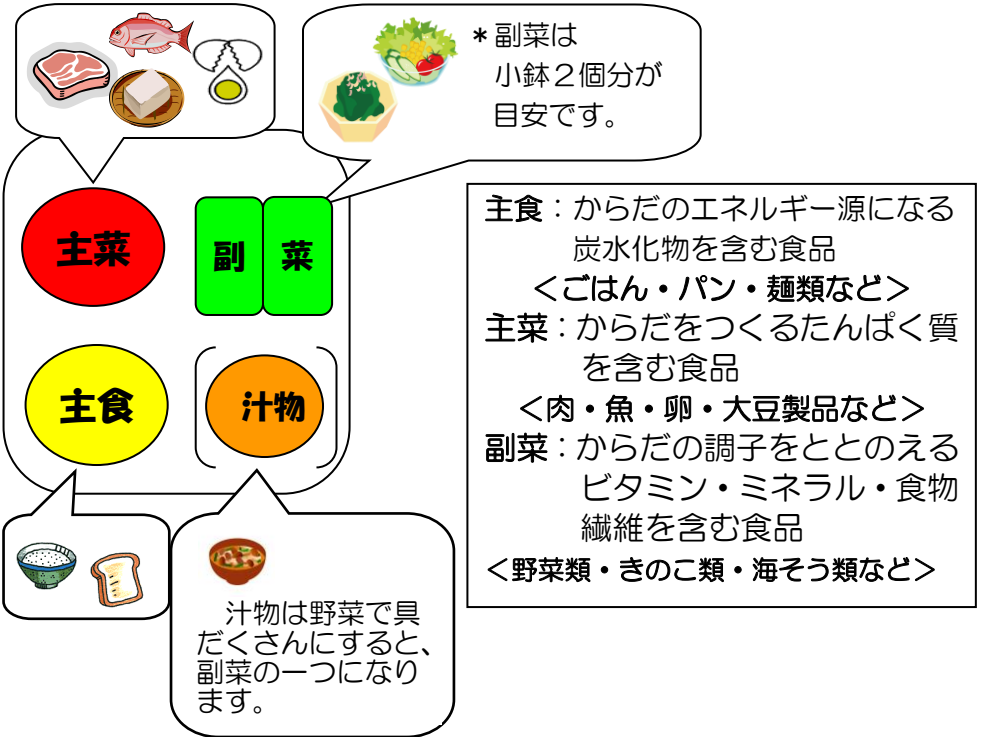 *副菜は
小鉢２個分が
目安です。
主菜
副 菜
主食
汁物
汁物は野菜で具
だくさんにすると、
副菜の一つになり
ます。
主食：からだのエネルギー源になる
炭水化物を含む食品
＜ごはん・パン・麺類など＞
主菜：からだをつくるたんぱく質
を含む食品
＜肉・魚・卵・大豆製品など＞
副菜：からだの調子をととのえる
ビタミン・ミネラル・食物
繊維を含む食品
＜野菜類・きのこ類・海そう類など＞